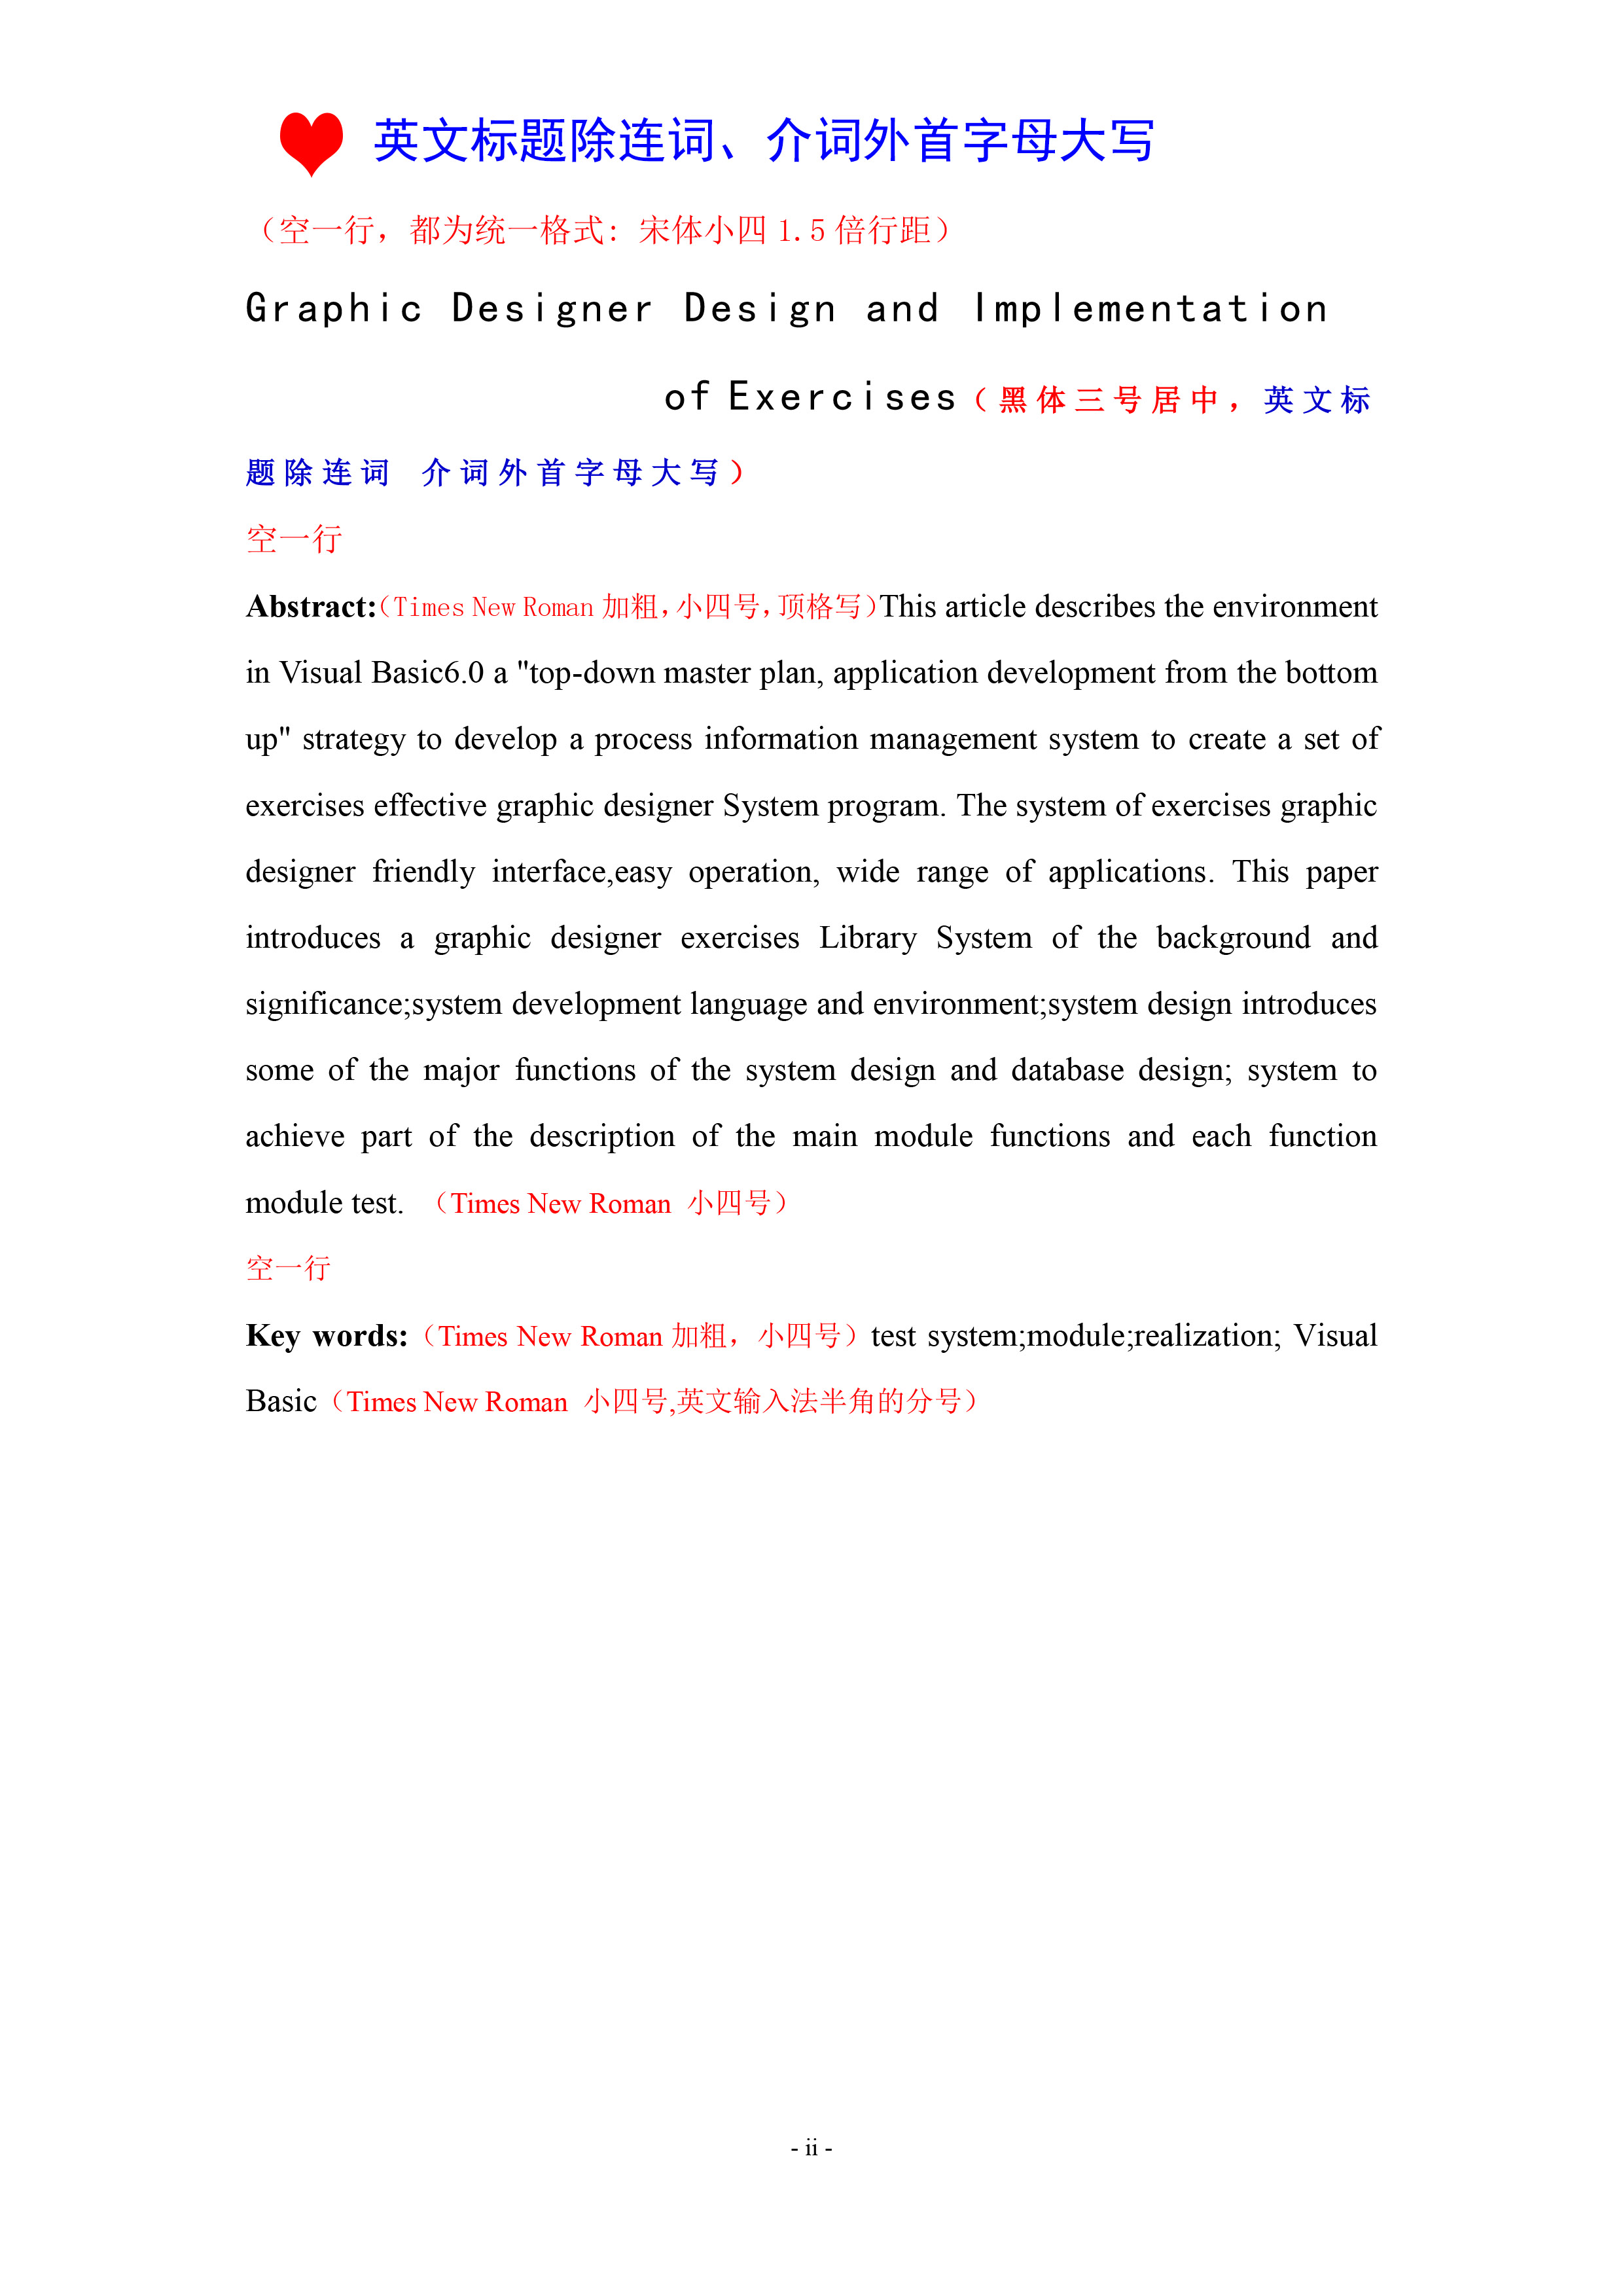 英文标题除连词、介词外首字母大写
（空一行，都为统一格式：宋体小四 1.5 倍行距）
Graphic Designer Design and Implementation
of Exercises（黑体三号居中，英文标
题除连词 介词外首字母大写）
空一行
Abstract:（Times New Roman 加粗，小四号，顶格写）This article describes the environment
in Visual Basic6.0 a "top-down master plan, application development from the bottom
up" strategy to develop a process information management system to create a set of
exercises effective graphic designer System program. The system of exercises graphic
designer friendly interface,easy operation, wide range of applications. This paper
introduces a graphic designer exercises Library System of the background and
significance;system development language and environment;system design introduces
some of the major functions of the system design and database design; system to
achieve part of the description of the main module functions and each function
module test. （Times New Roman 小四号）
空一行
Key words:（Times New Roman 加粗，小四号）test system;module;realization; Visual
Basic（Times New Roman 小四号,英文输入法半角的分号）
- ii -